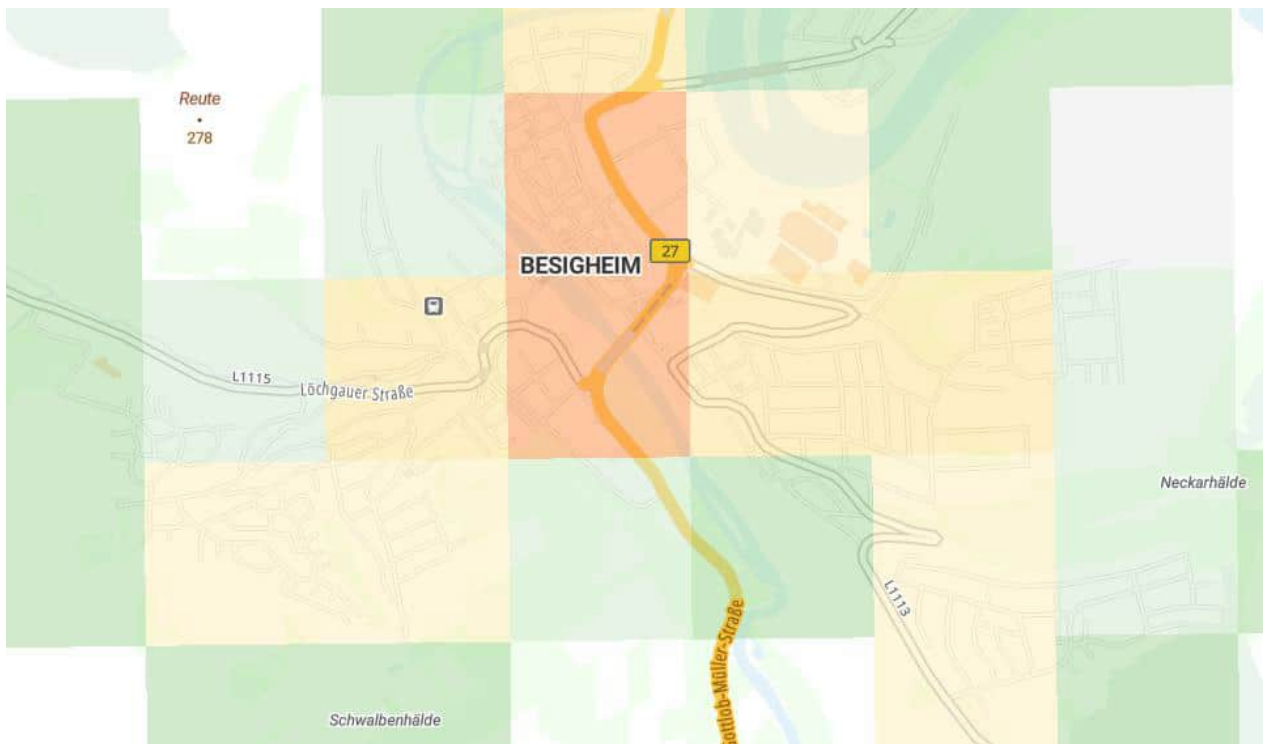 Reute
278
27
BESIGHEIM
L1115
Löchgauer Straße
Neckarhälde
L1113
Gottlob-Müller-Straße
Schwalbenhälde